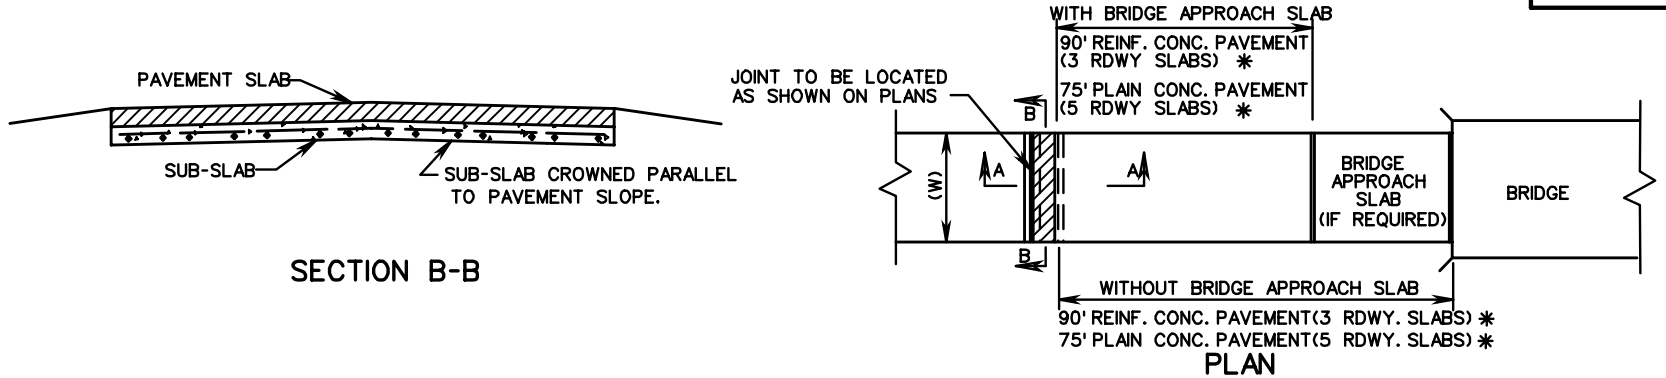 PAVEMENT SLAB
SUB-SLAB
SUB-SLAB CROWNED PARALLEL
TO PAVEMENT SLOPE.
SECTION B-B
WITH BRIDGE APPROACH SLAB
90' REINF. CONC. PAVEMENT
(3 RDWY SLABS) *
75' PLAIN CONC. PAVEMENT
(5 RDWY SLABS) *
JOINT TO BE LOCATED
AS SHOWN ON PLANS
B
(W)
A
A
BRIDGE
APPROACH
SLAB
(IF REQUIRED)
BRIDGE
B
WITHOUT BRIDGE APPROACH SLAB
90' REINF. CONC. PAVEMENT(3 RDWY. SLABS) *
75' PLAIN CONC. PAVEMENT(5 RDWY. SLABS) *
PLAN